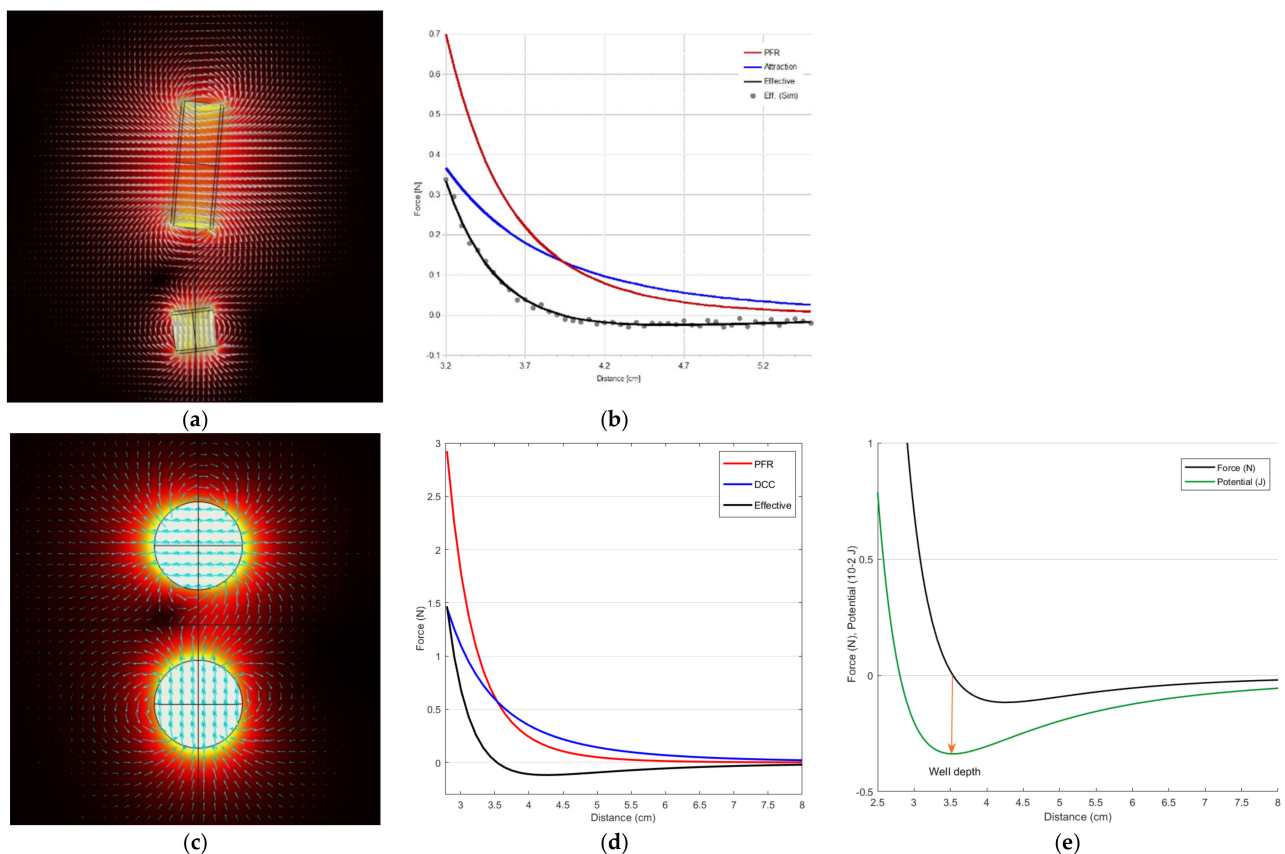 0.7
0.6
0.5
0.4
0.3
0.2
0.1
0.0
-0.1
Force [N]
PFR
Attraction
Effective
Eff. (Sim)
3.2 3.7 4.2 4.7 5.2
Distance [cm]
(a) (b)
3
2.5
2
1.5
1
0.5
0
Force (N)
PFR
DCC
Effective
3 3.5 4 4.5 5 5.5 6 6.5 7 7.5 8
Distance (cm)
1
0.5
0
-0.5
Force (N), Potential (10-2 J)
Force (N)
Potential (J)
Well depth
2.5 3 3.5 4 4.5 5 5.5 6 6.5 7 7.5 8
Distance (cm)
(c) (d) (e)